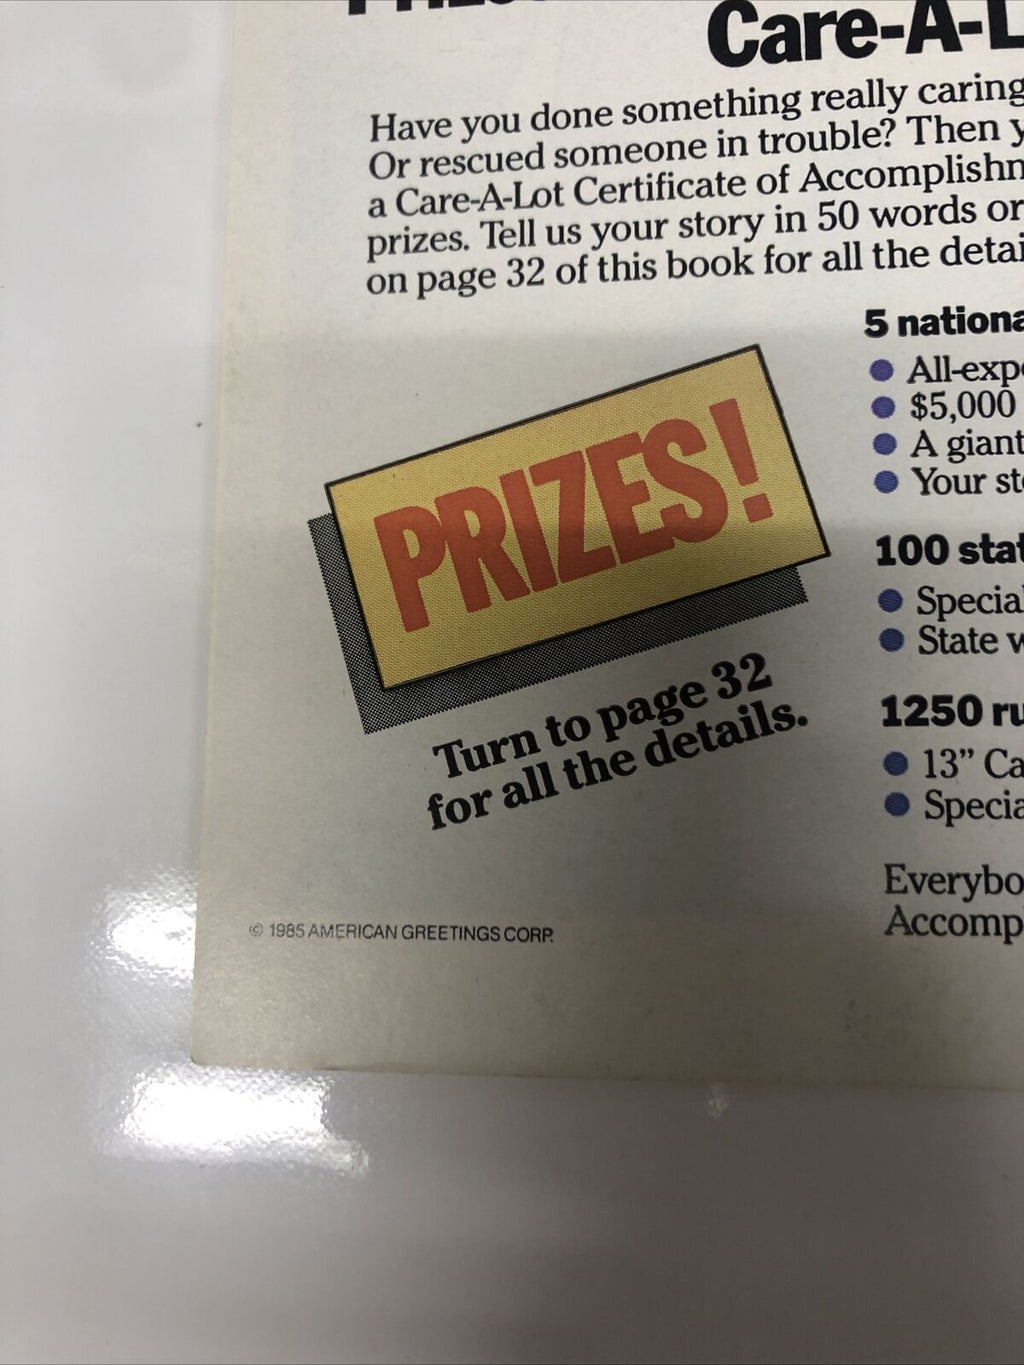 Care-A-L
Have you done something really caring
Or rescued someone in trouble? Then y
a Care-A-Lot Certificate of Accomplishm
prizes. Tell us your story in 50 words or
on page 32 of this book for all the detai
5 nationa
All-expe
$5,000
A giant
Your sto
100 stat
Special
State w
1250 ru
13” Ca
Specia
Everybo
Accomp
PRIZES!
Turn to page 32
for all the details.
© 1985 AMERICAN GREETINGS CORP.